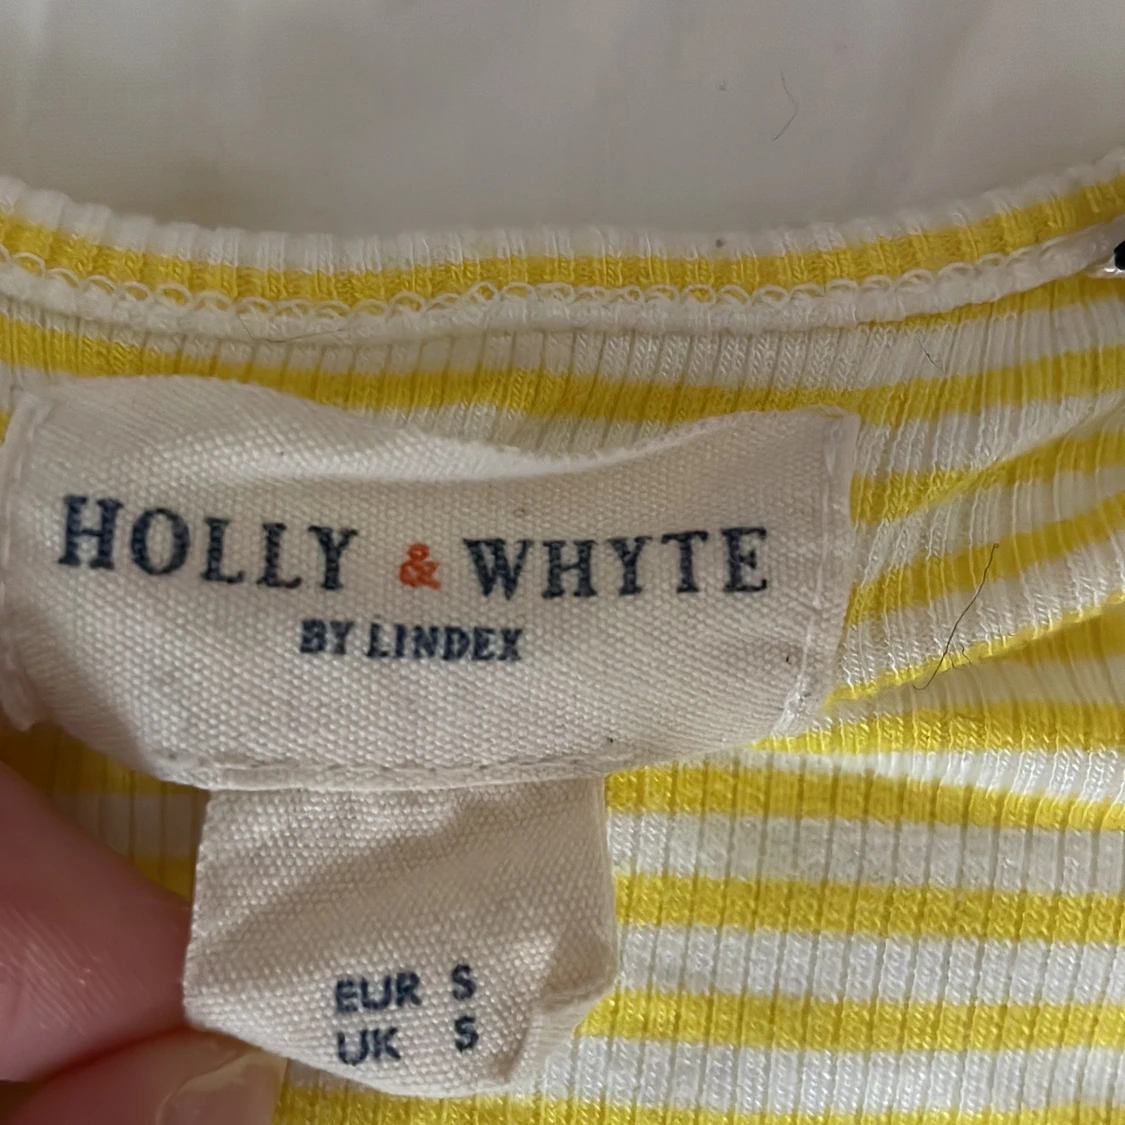 HOLLY & WHYTE
BY LINDEX
EUR S
UK S